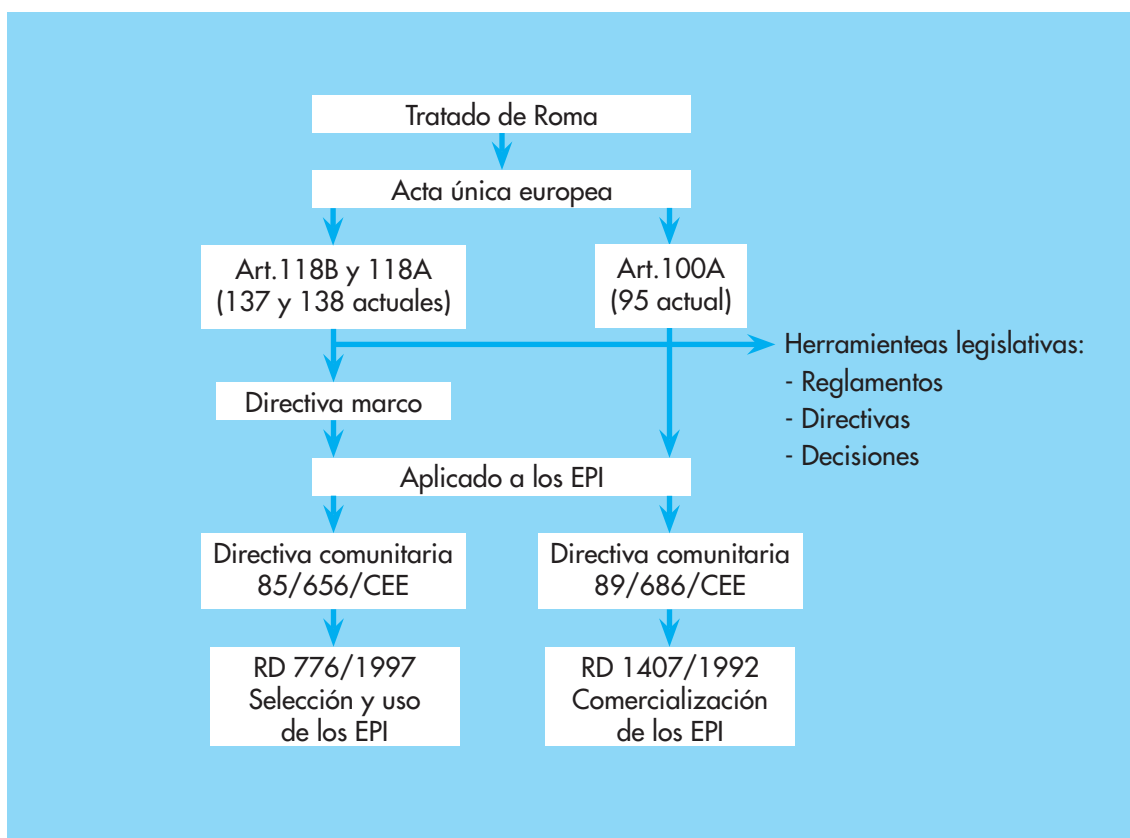 Tratado de Roma
Acta única europea
Art.118B y 118A
(137 y 138 actuales)
Art.100A
(95 actual)
Herramienteas legislativas:
- Reglamentos
- Directivas
- Decisiones
Directiva marco
Aplicado a los EPI
Directiva comunitaria
85/656/CEE
Directiva comunitaria
89/686/CEE
RD 776/1997
Selección y uso
de los EPI
RD 1407/1992
Comercialización
de los EPI